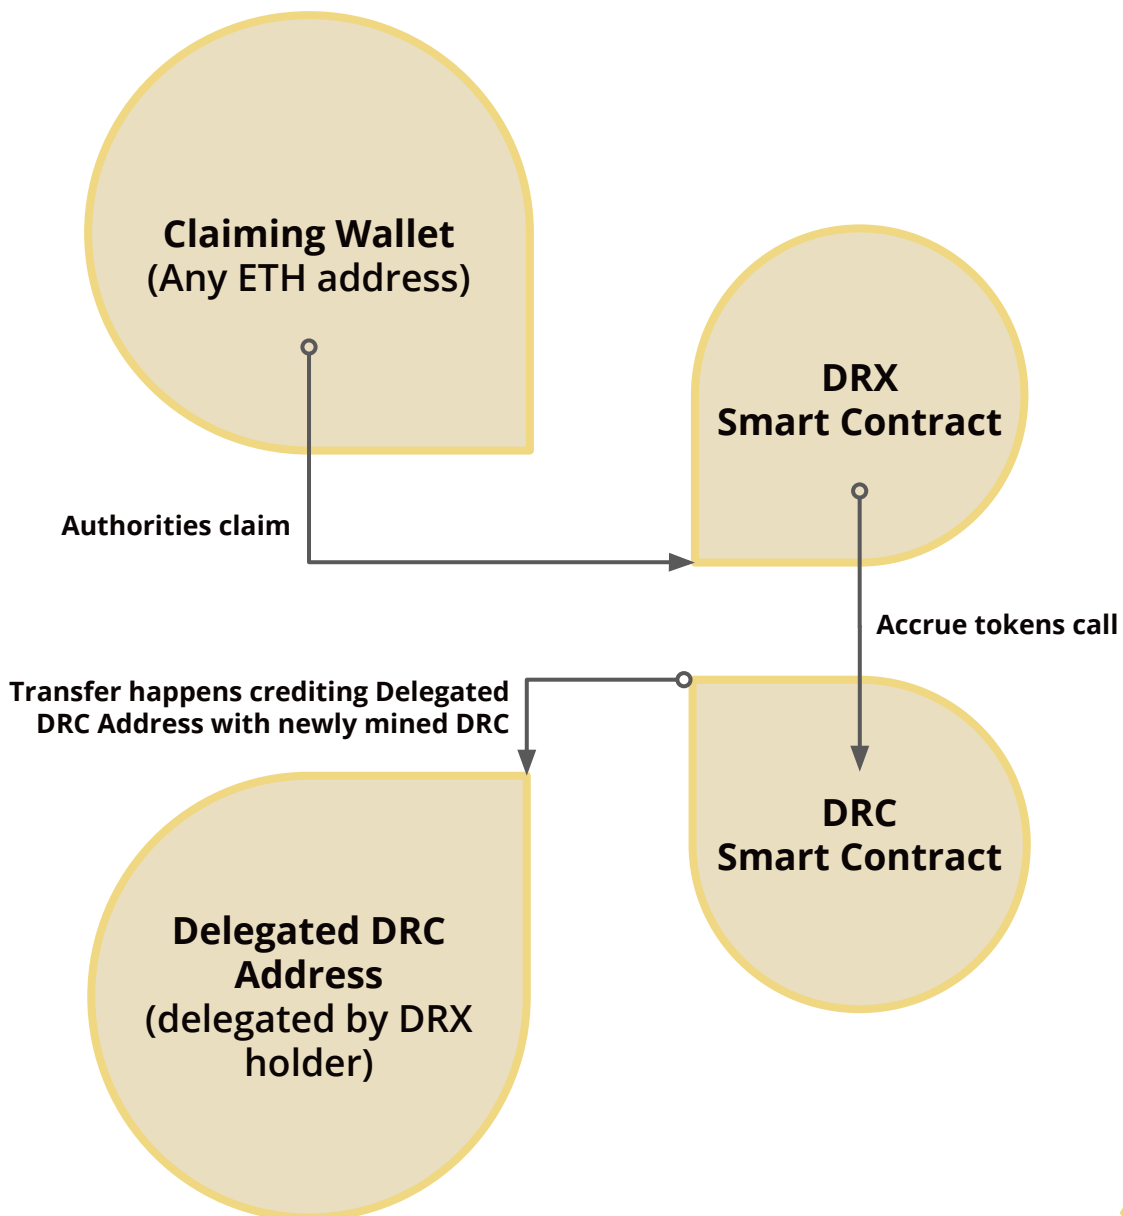 Claiming Wallet
(Any ETH address)
DRX
Smart Contract
Authorities claim
Accrue tokens call
Transfer happens crediting Delegated
DRC Address with newly mined DRC
DRC
Smart Contract
Delegated DRC
Address
(delegated by DRX
holder)